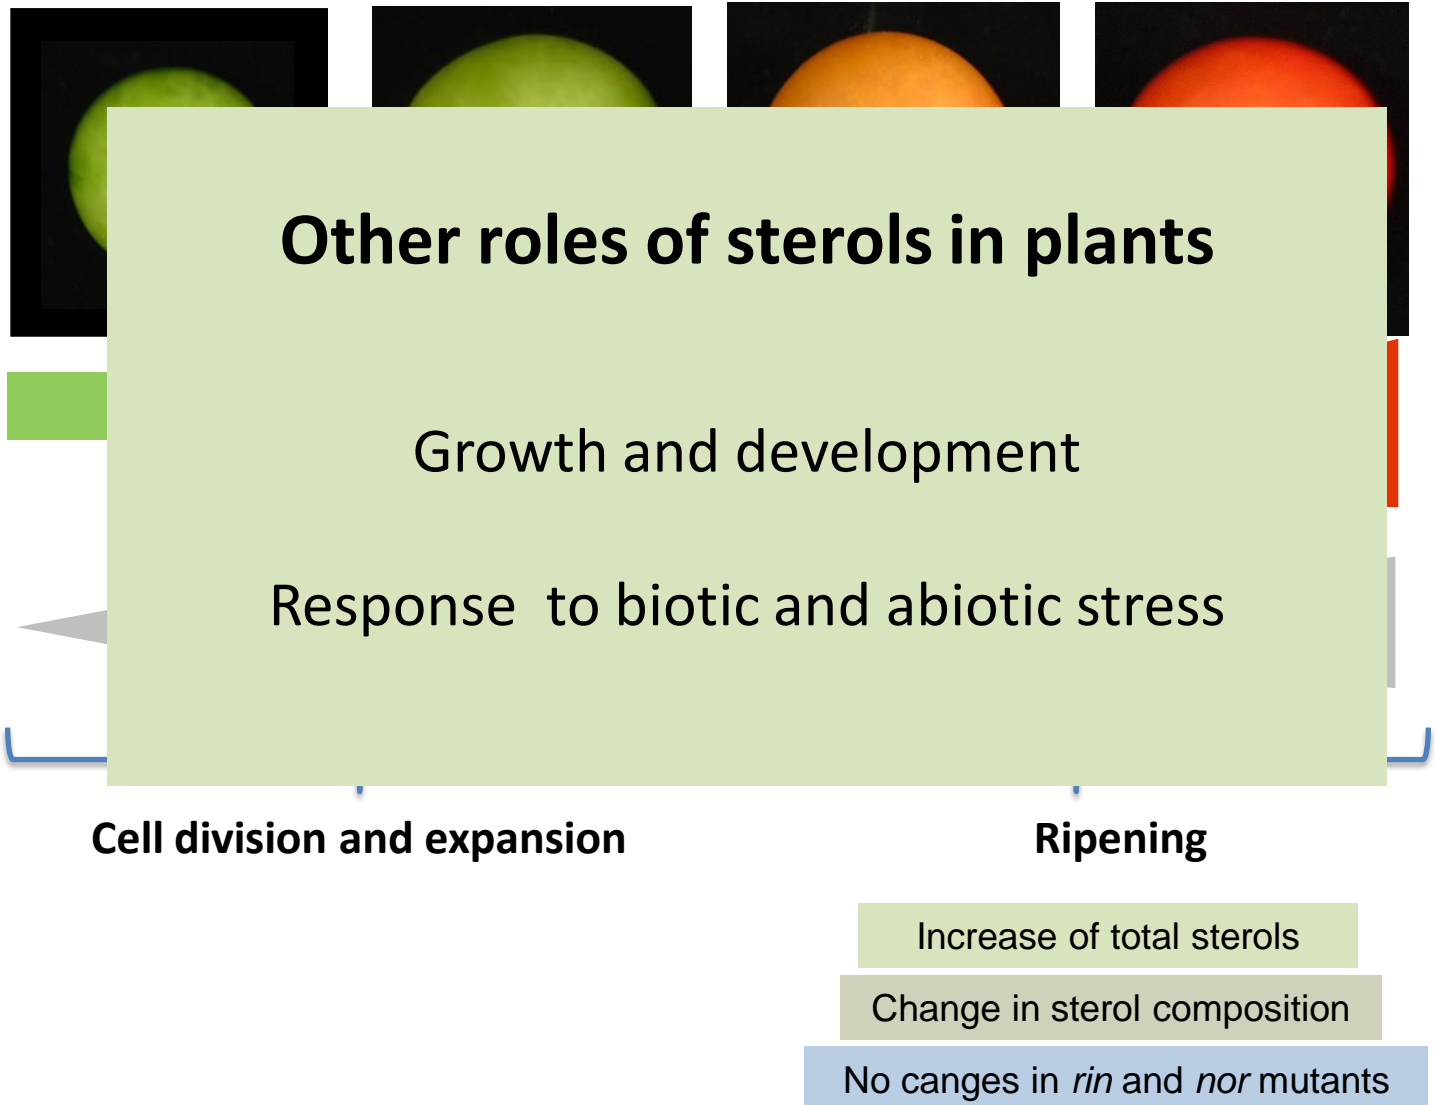 Other roles of sterols in plants
Growth and development
Response  to biotic and abiotic stress
Cell division and expansion
Ripening
Increase of total sterols
Change in sterol composition
No canges in rin and nor mutants